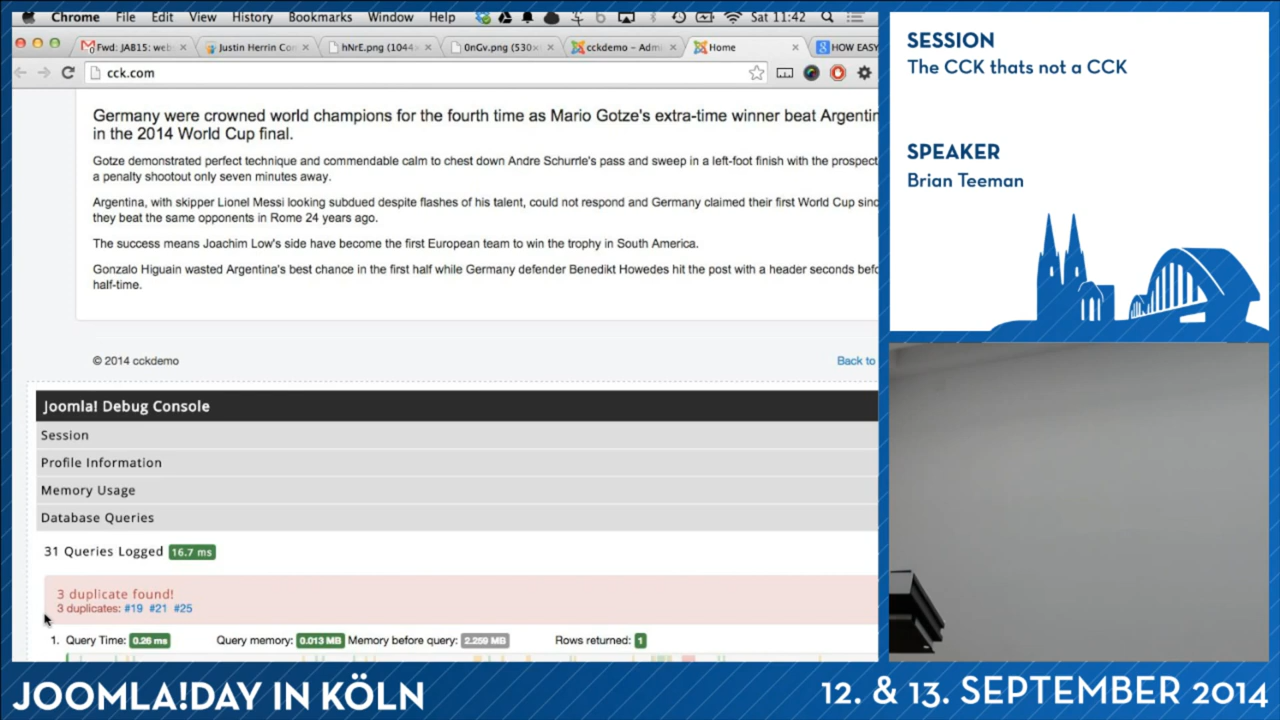 Chrome File Edit View History Bookmarks Window Help Sat 11:42
Fwd: JAB15: web Justin Herrin Co hNrE.png (1044 0nGv.png (530 cckdemo – Admi Home HOW EASY
cck.com
Germany were crowned world champions for the fourth time as Mario Gotze's extra-time winner beat Argentin
in the 2014 World Cup final.
Gotze demonstrated perfect technique and commendable calm to chest down Andre Schurrle's pass and sweep in a left-foot finish with the prospect
a penalty shootout only seven minutes away.
Argentina, with skipper Lionel Messi looking subdued despite flashes of his talent, could not respond and Germany claimed their first World Cup sinc
they beat the same opponents in Rome 24 years ago.
The success means Joachim Low's side have become the first European team to win the trophy in South America.
Gonzalo Higuain wasted Argentina's best chance in the first half while Germany defender Benedikt Howedes hit the post with a header seconds befo
half-time.
© 2014 cckdemo
Back to
Joomla! Debug Console
Session
Profile Information
Memory Usage
Database Queries
31 Queries Logged 16.7 ms
3 duplicate found!
3 duplicates: #19 #21 #25
1. Query Time: 0.26 ms Query memory: 0.013 MB Memory before query: 2.259 MB Rows returned: 1
SESSION
The CCK thats not a CCK
SPEAKER
Brian Teeman
JOOMLA!DAY IN KÖLN
12. & 13. SEPTEMBER 2014